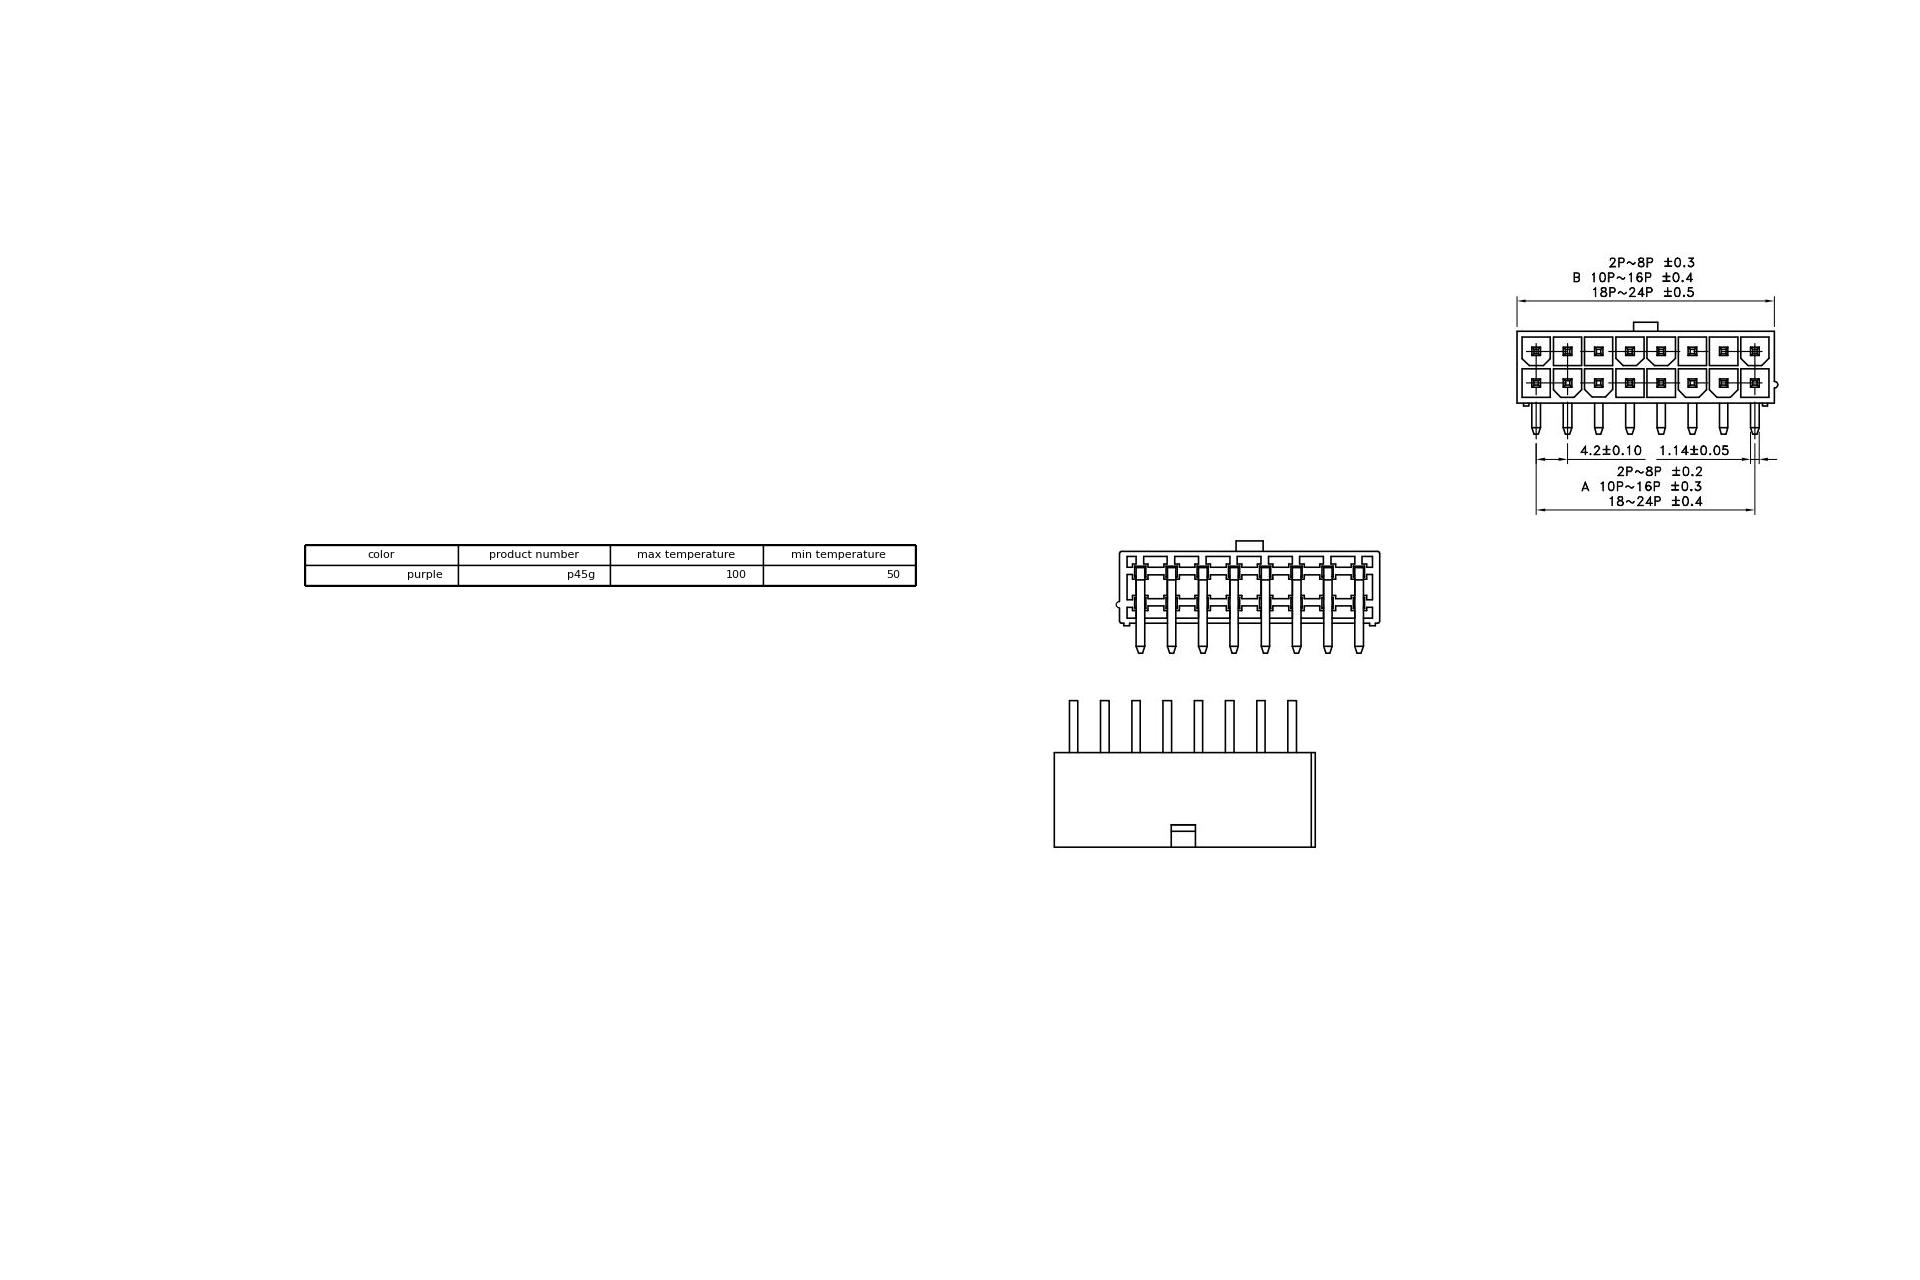 2P~8P ±0.3
B 10P~16P ±0.4
18P~24P ±0.5
4.2±0.10 1.14±0.05
2P~8P ±0.2
A 10P~16P ±0.3
18~24P ±0.4
color product number max temperature min temperature
purple p45g 100 50